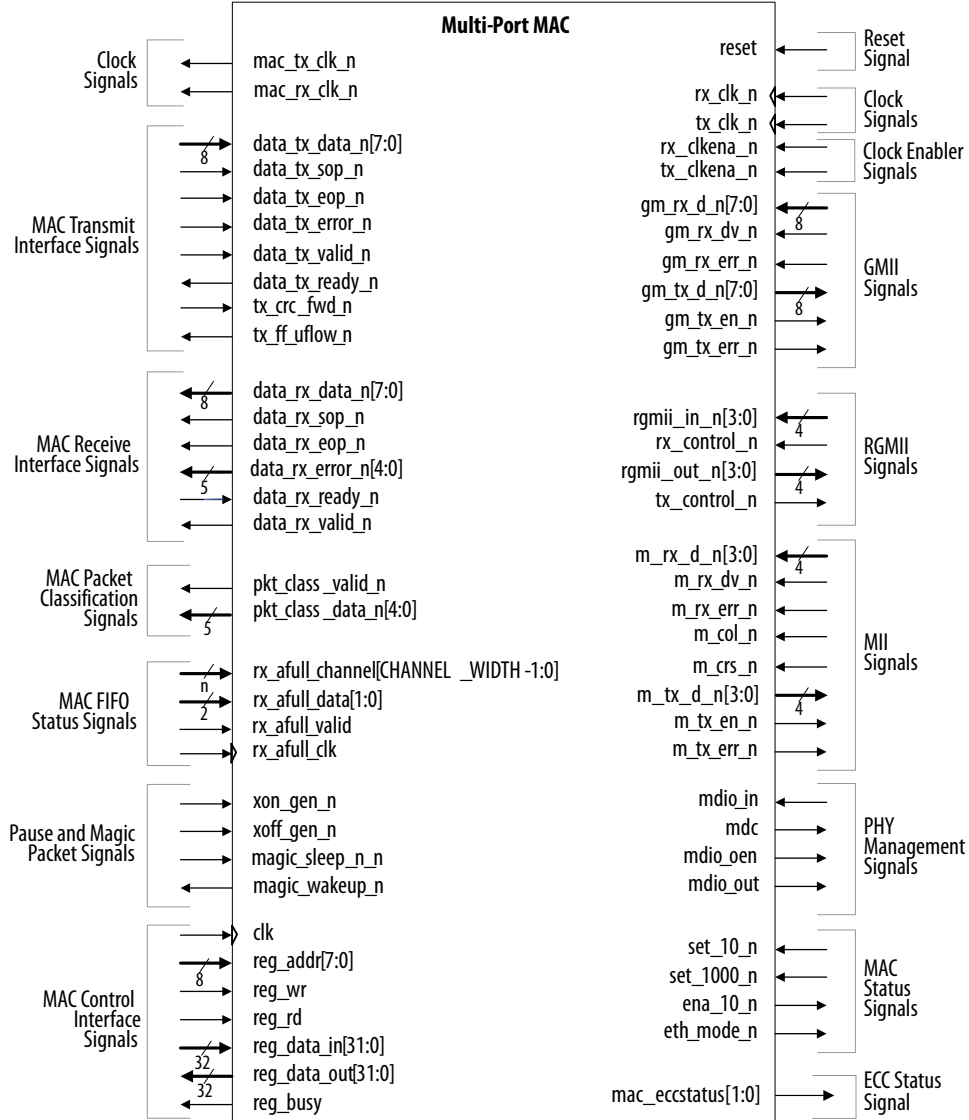 Multi-Port MAC
Clock
Signals
mac_tx_clk_n
mac_rx_clk_n
MAC Transmit
Interface Signals
data_tx_data_n[7:0]
8
data_tx_sop_n
data_tx_eop_n
data_tx_error_n
data_tx_valid_n
data_tx_ready_n
tx_crc_fwd_n
tx_ff_uflow_n
MAC Receive
Interface Signals
data_rx_data_n[7:0]
8
data_rx_sop_n
data_rx_eop_n
data_rx_error_n[4:0]
5
data_rx_ready_n
data_rx_valid_n
MAC Packet
Classification
Signals
pkt_class_valid_n
pkt_class_data_n[4:0]
5
MAC FIFO
Status Signals
rx_afull_channel[CHANNEL_WIDTH-1:0]
n
rx_afull_data[1:0]
2
rx_afull_valid
rx_afull_clk
Pause and Magic
Packet Signals
xon_gen_n
xoff_gen_n
magic_sleep_n_n
magic_wakeup_n
MAC Control
Interface
Signals
clk
reg_addr[7:0]
8
reg_wr
reg_rd
reg_data_in[31:0]
32
reg_data_out[31:0]
32
reg_busy
reset
Reset
Signal
rx_clk_n
tx_clk_n
Clock
Signals
rx_clkena_n
tx_clkena_n
Clock Enabler
Signals
gm_rx_d_n[7:0]
8
gm_rx_dv_n
gm_rx_err_n
gm_tx_d_n[7:0]
8
gm_tx_en_n
gm_tx_err_n
GMII
Signals
rgmii_in_n[3:0]
4
rx_control_n
rgmii_out_n[3:0]
4
tx_control_n
RGMII
Signals
m_rx_d_n[3:0]
4
m_rx_dv_n
m_rx_err_n
m_col_n
m_crs_n
m_tx_d_n[3:0]
4
m_tx_en_n
m_tx_err_n
MII
Signals
mdio_in
mdc
mdio_oen
mdio_out
PHY
Management
Signals
set_10_n
set_1000_n
ena_10_n
eth_mode_n
MAC
Status
Signals
mac_eccstatus[1:0]
ECC Status
Signal